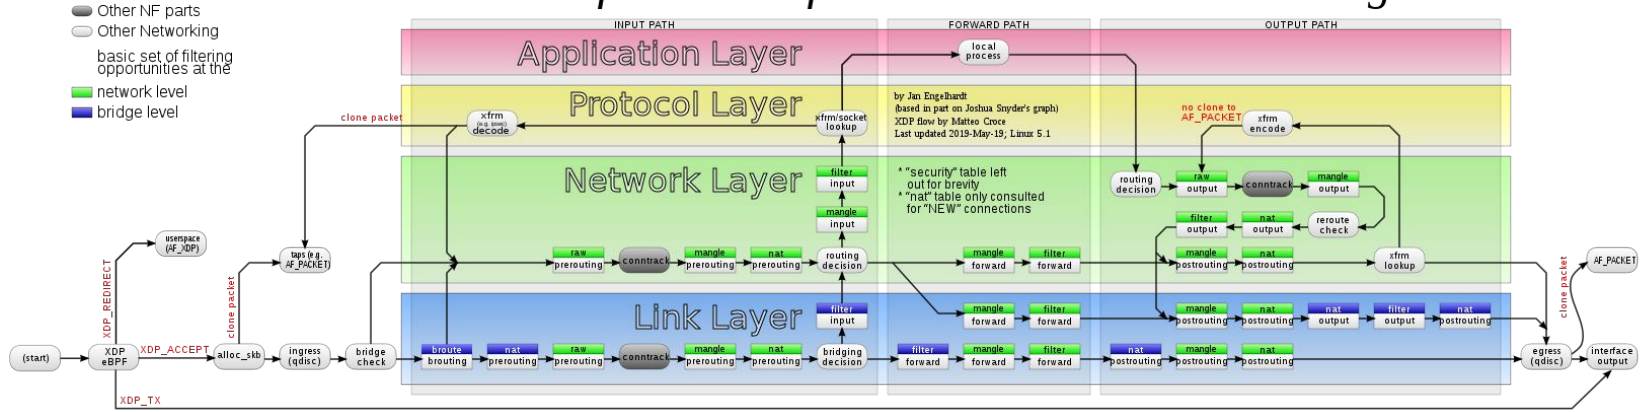 Other NF parts
Other Networking
basic set of filtering
opportunities at the
network level
bridge level
INPUT PATH
FORWARD PATH
OUTPUT PATH
Application Layer
local
process
Protocol Layer
clone packet
xfrm
(e.g. ipsec)
decode
xfrm/socket
lookup
by Jan Engelhardt
(based in part on Joshua Snyder's graph)
XDP flow by Matteo Croce
Last updated 2019-May-19; Linux 5.1
no clone to
AF_PACKET
xfrm
encode
Network Layer
filter
input
mangle
input
* "security" table left
out for brevity
* "nat" table only consulted
for "NEW" connections
routing
decision
raw
output
conntrack
mangle
output
filter
output
nat
output
reroute
check
userspace
(AF_XDP)
taps (e.g.
AF_PACKET)
raw
prerouting
conntrack
mangle
prerouting
nat
prerouting
routing
decision
mangle
forward
filter
forward
mangle
postrouting
nat
postrouting
xfrm
lookup
AF_PACKET
XDP_REDIRECT
clone packet
clone packet
Link Layer
filter
input
mangle
forward
filter
forward
mangle
postrouting
nat
postrouting
nat
output
filter
output
nat
postrouting
(start)
XDP
eBPF
XDP_ACCEPT
alloc_skb
ingress
(qdisc)
bridge
check
broute
brouting
nat
prerouting
raw
prerouting
conntrack
mangle
prerouting
nat
prerouting
bridging
decision
filter
forward
mangle
forward
filter
forward
nat
postrouting
mangle
postrouting
nat
postrouting
egress
(qdisc)
interface
output
XDP_TX